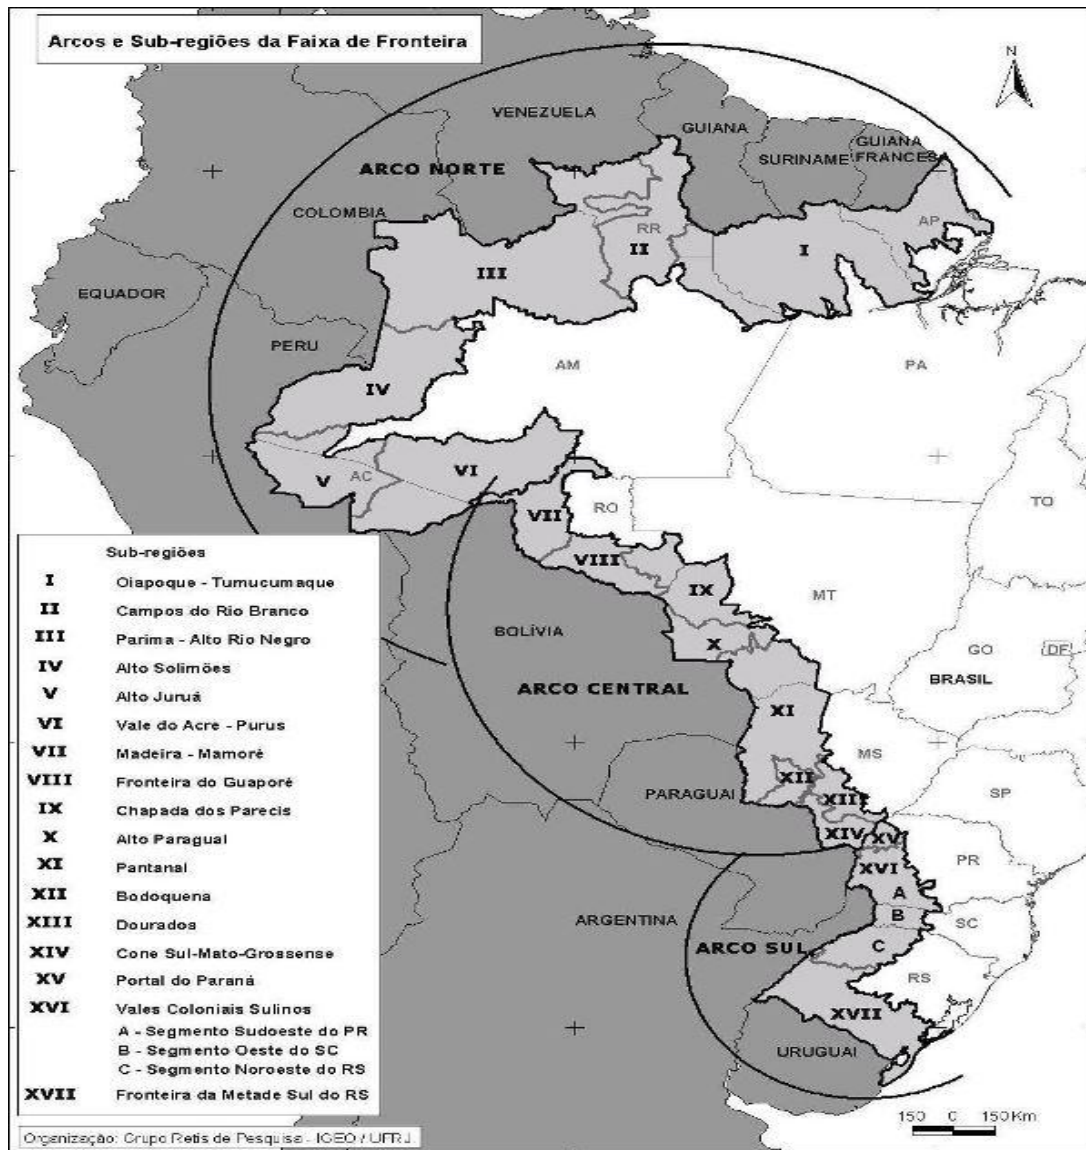 Arcos e Sub-regiões da Faixa de Fronteira
N
VENEZUELA
GUIANA
SURINAME
GUIANA
FRANCESA
ARCO NORTE
COLOMBIA
AP
RR
I
II
III
EQUADOR
PERU
IV
AM
PA
V
AC
VI
TO
RO
VII
VIII
IX
MT
BOLÍVIA
X
GO
DF
BRASIL
ARCO CENTRAL
XI
MS
XII
PARAGUAI
XIII
SP
XIV
XV
PR
XVI
A
B
SC
ARGENTINA
ARCO SUL
C
RS
XVII
URUGUAI
Sub-regiões
I Oiapoque - Tumucumaque
II Campos do Rio Branco
III Parima - Alto Rio Negro
IV Alto Solimões
V Alto Juruá
VI Vale do Acre - Purus
VII Madeira - Mamoré
VIII Fronteira do Guaporé
IX Chapada dos Parecis
X Alto Paraguai
XI Pantanal
XII Bodoquena
XIII Dourados
XIV Cone Sul-Mato-Grossense
XV Portal do Paraná
XVI Vales Coloniais Sulinos
A - Segmento Sudoeste do PR
B - Segmento Oeste do SC
C - Segmento Noroeste do RS
XVII Fronteira da Metade Sul do RS
150 0 150 Km
Organização: Grupo Retis de Pesquisa - IGEO / UFRJ.